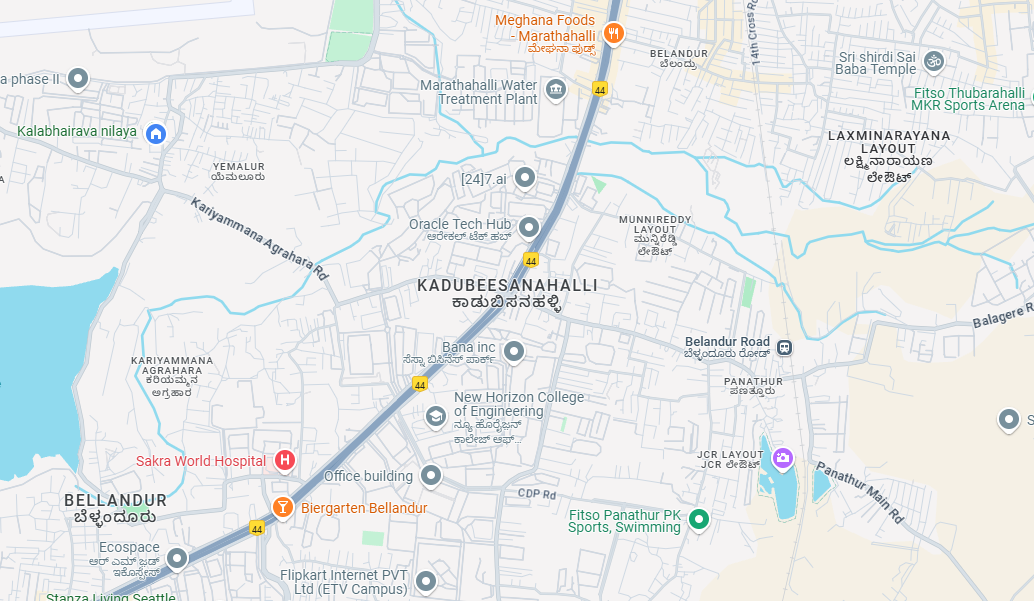 Meghana Foods
- Marathahalli
ಮೇಘನಾ ಫುಡ್ಸ್
14th Cross Rd
BELANDUR
ಬೆಲಂದ್ರು
Sri shirdi Sai
Baba Temple
a phase II
Marathahalli Water
Treatment Plant
44
Fitso Thubarahalli
MKR Sports Arena
Kalabhairava nilaya
LAXMINARAYANA
LAYOUT
ಲಕ್ಷ್ಮಿನಾರಾಯಣ
ಲೇಔಟ್
YEMALUR
ಯೆಮಲೂರು
A
[24]7.ai
Kariyammana Agrahara Rd
Oracle Tech Hub
ಆರೇಕಲ್ ಟೆಕ್ ಹಬ್
MUNNIREDDY
LAYOUT
ಮುನ್ನಿರೆಡ್ಡಿ
ಲೇಔಟ್
44
KADUBEESANAHALLI
ಕಾಡುಬಿಸನಹಳ್ಳಿ
Balagere R
Belandur Road
ಬೆಳ್ಳಂದೂರು ರೋಡ್
Bana inc
ಸೆಸ್ನಾ ಬಿಸಿನೆಸ್ ಪಾರ್ಕ್
KARIYAMMANA
AGRAHARA
ಕರಿಯಮ್ಮನ
ಅಗ್ರಹಾರ
44
PANATHUR
ಪಣತ್ತೂರು
New Horizon College
of Engineering
ನ್ಯೂ ಹೊರೈಜನ್
ಕಾಲೇಜ್ ಆಫ್...
S
Sakra World Hospital
H
JCR LAYOUT
JCR ಲೇಔಟ್
Office building
Panathur Main Rd
BELLANDUR
ಬೆಳ್ಳಂದೂರು
CDP Rd
Biergarten Bellandur
Fitso Panathur PK
Sports, Swimming
44
Ecospace
ಆರ್ ಎಮ್ ಜಡ್
ಇಕೊಸ್ಪೇಸ್
Flipkart Internet PVT
Ltd (ETV Campus)
Stanza Living Seattle